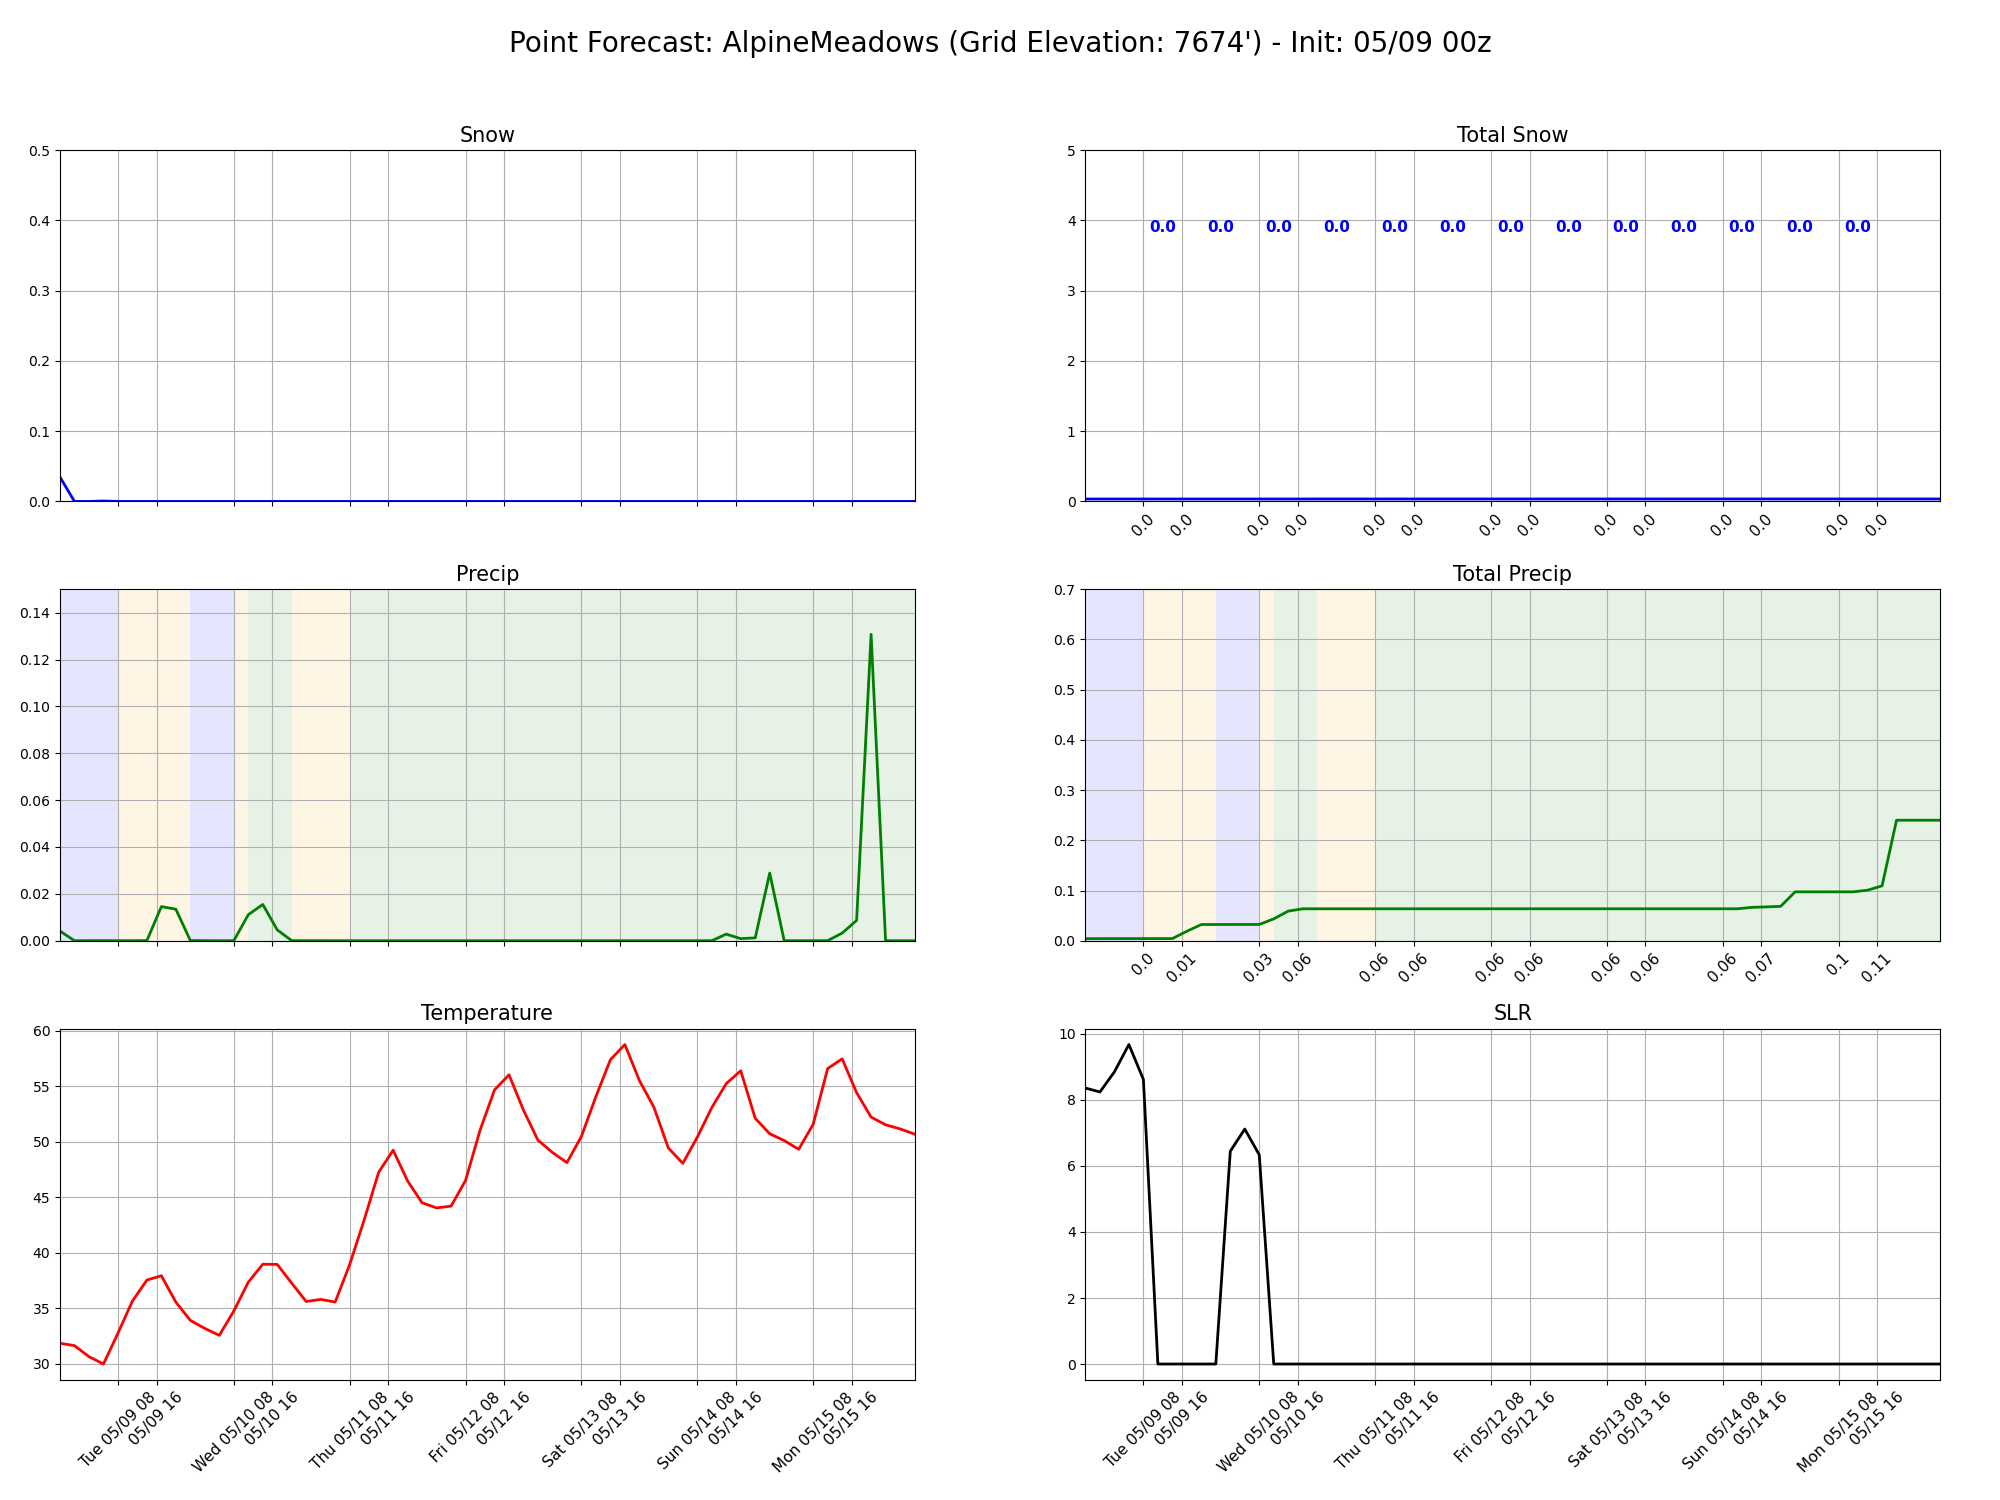 Point Forecast: AlpineMeadows (Grid Elevation: 7674') - Init: 05/09 00z
Snow
0.5
0.4
0.3
0.2
0.1
0.0
Total Snow
5
4
3
2
1
0
0.0 0.0 0.0 0.0 0.0 0.0 0.0 0.0 0.0 0.0 0.0 0.0 0.0
0.0 0.0 0.0 0.0 0.0 0.0 0.0 0.0 0.0 0.0 0.0 0.0 0.0 0.0
Precip
0.14
0.12
0.10
0.08
0.06
0.04
0.02
0.00
Total Precip
0.7
0.6
0.5
0.4
0.3
0.2
0.1
0.0
0.0 0.01 0.03 0.06 0.06 0.06 0.06 0.06 0.06 0.06 0.06 0.07 0.1 0.11
Temperature
60
55
50
45
40
35
30
Tue 05/09 08
05/09 16
Wed 05/10 08
05/10 16
Thu 05/11 08
05/11 16
Fri 05/12 08
05/12 16
Sat 05/13 08
05/13 16
Sun 05/14 08
05/14 16
Mon 05/15 08
05/15 16
SLR
10
8
6
4
2
0
Tue 05/09 08
05/09 16
Wed 05/10 08
05/10 16
Thu 05/11 08
05/11 16
Fri 05/12 08
05/12 16
Sat 05/13 08
05/13 16
Sun 05/14 08
05/14 16
Mon 05/15 08
05/15 16